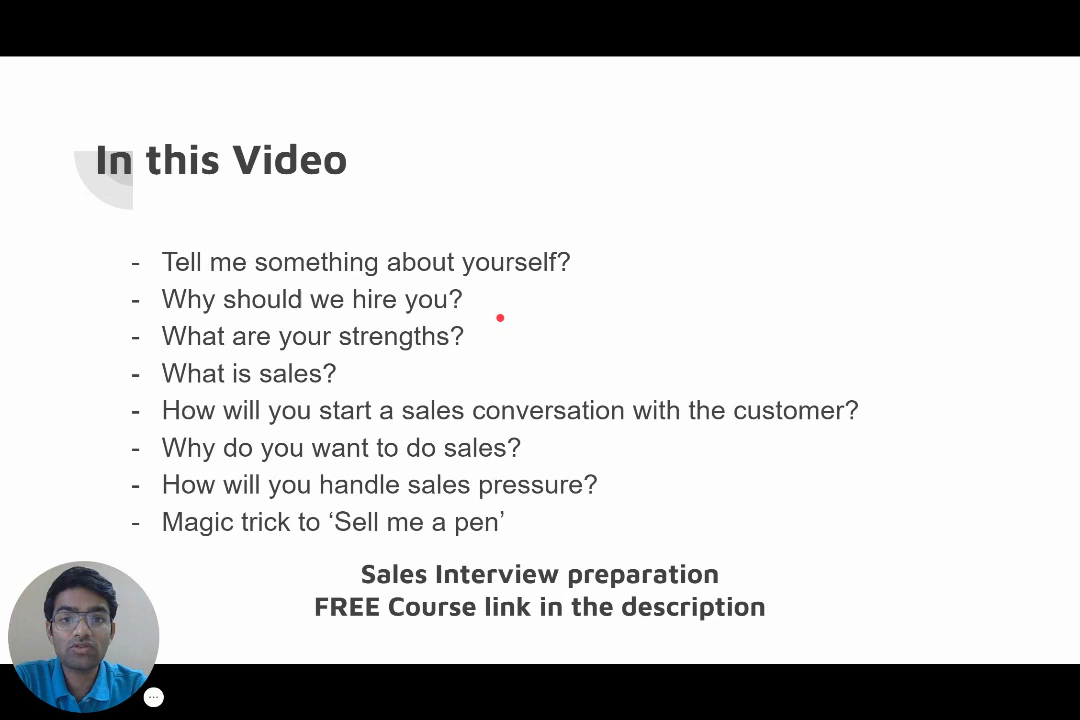 In this Video
- Tell me something about yourself?
- Why should we hire you?
- What are your strengths?
- What is sales?
- How will you start a sales conversation with the customer?
- Why do you want to do sales?
- How will you handle sales pressure?
- Magic trick to ‘Sell me a pen’
Sales Interview preparation
FREE Course link in the description